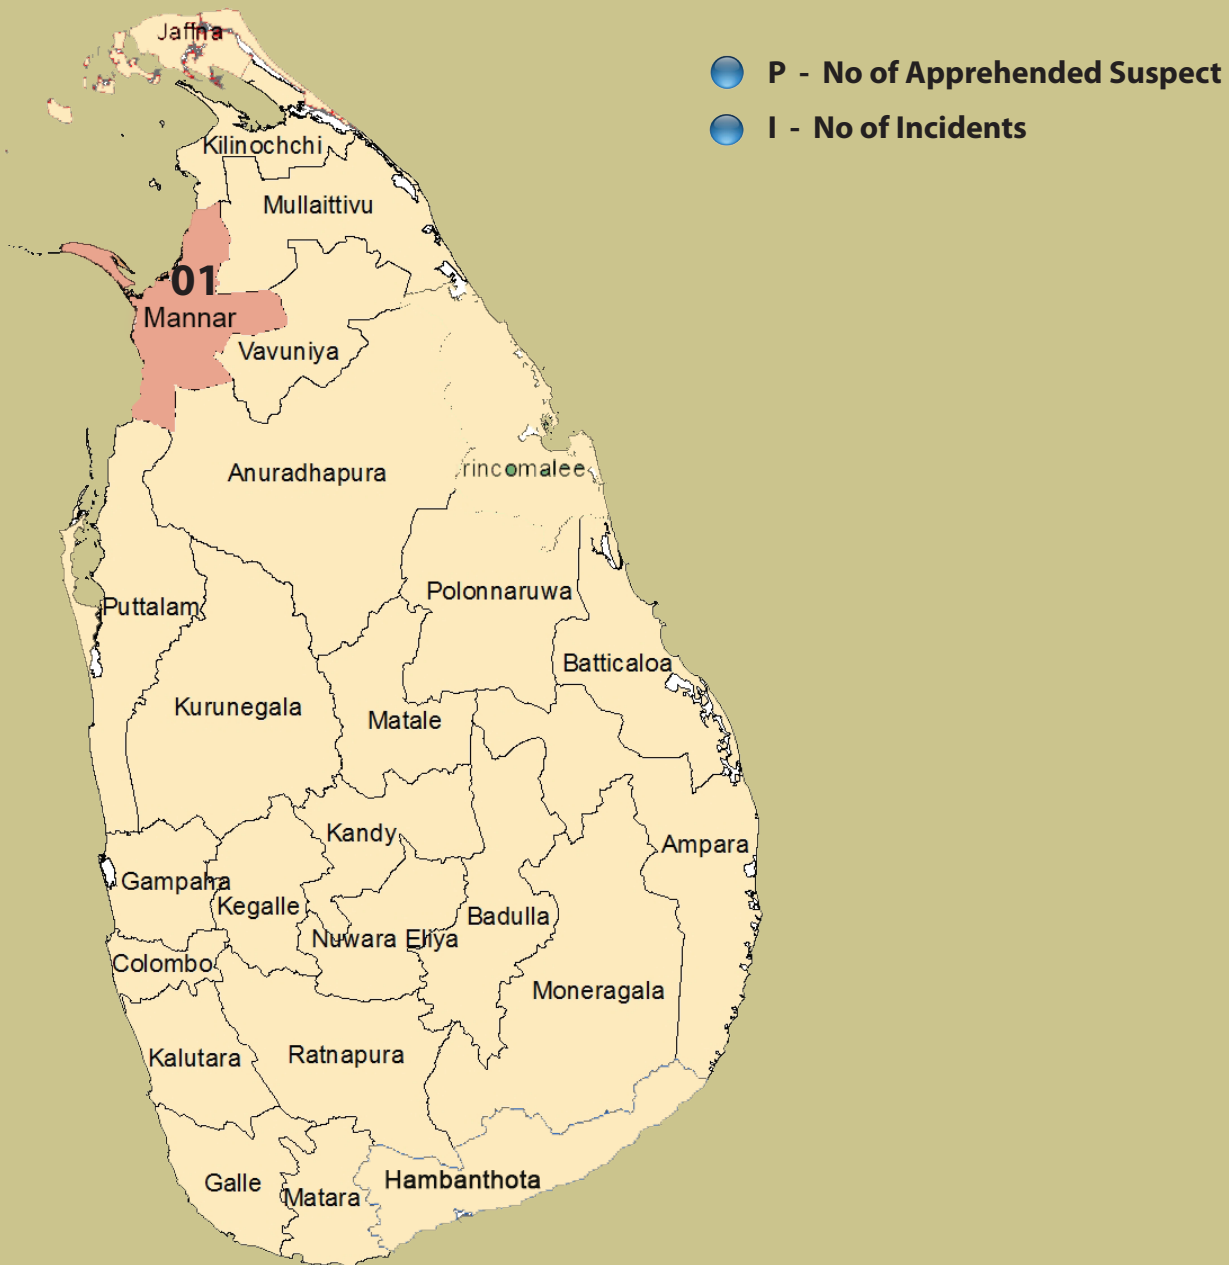 Jaffna
P - No of Apprehended Suspect
I - No of Incidents
Kilinochchi
Mullaittivu
01
Mannar
Vavuniya
Anuradhapura
rincomalee
Polonnaruwa
Puttalam
Batticaloa
Kurunegala
Matale
Kandy
Ampara
Gampaha
Kegalle
Badulla
Nuwara Eliya
Colombo
Moneragala
Kalutara
Ratnapura
Hambanthota
Galle
Matara